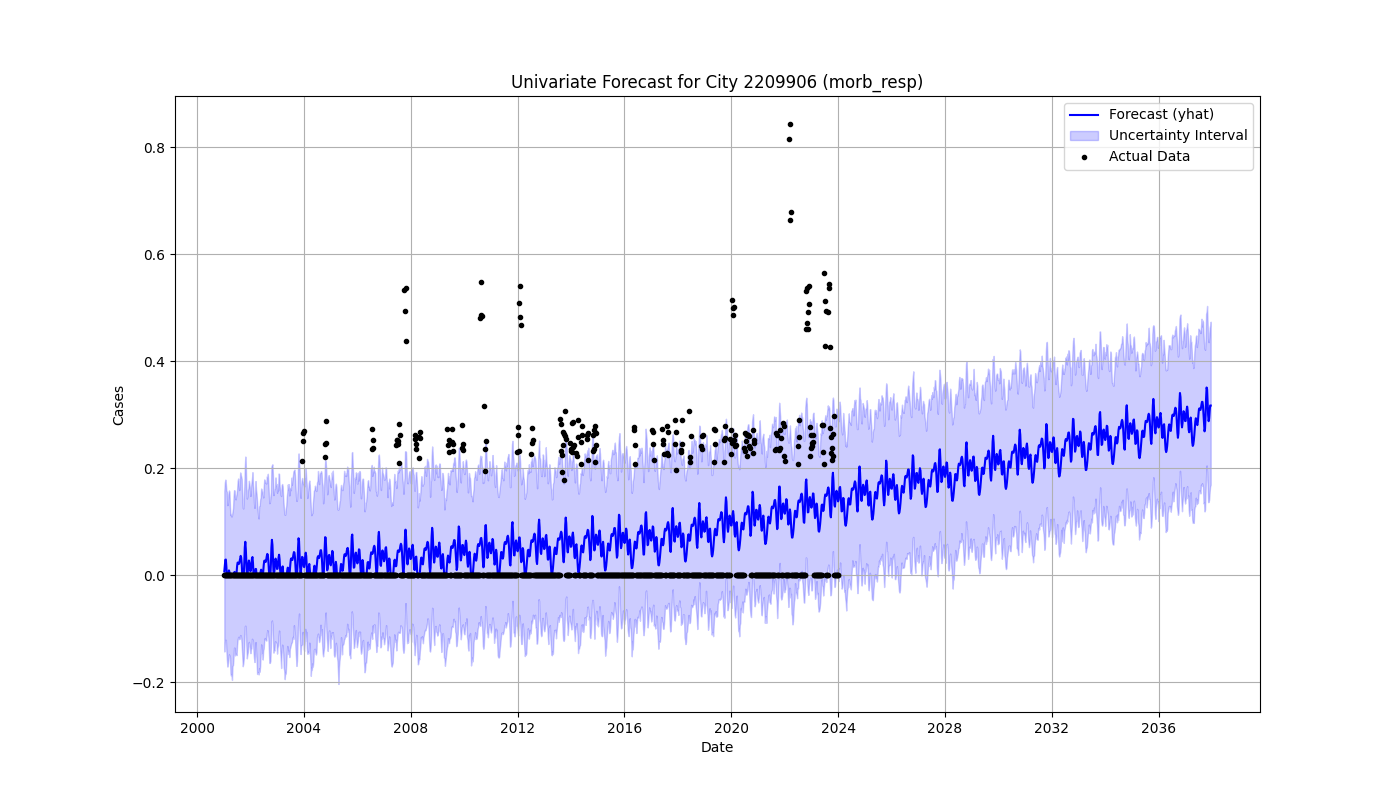 Univariate Forecast for City 2209906 (morb_resp)
Forecast (yhat)
Uncertainty Interval
Actual Data
Cases
0.8
0.6
0.4
0.2
0.0
−0.2
2000 2004 2008 2012 2016 2020 2024 2028 2032 2036
Date